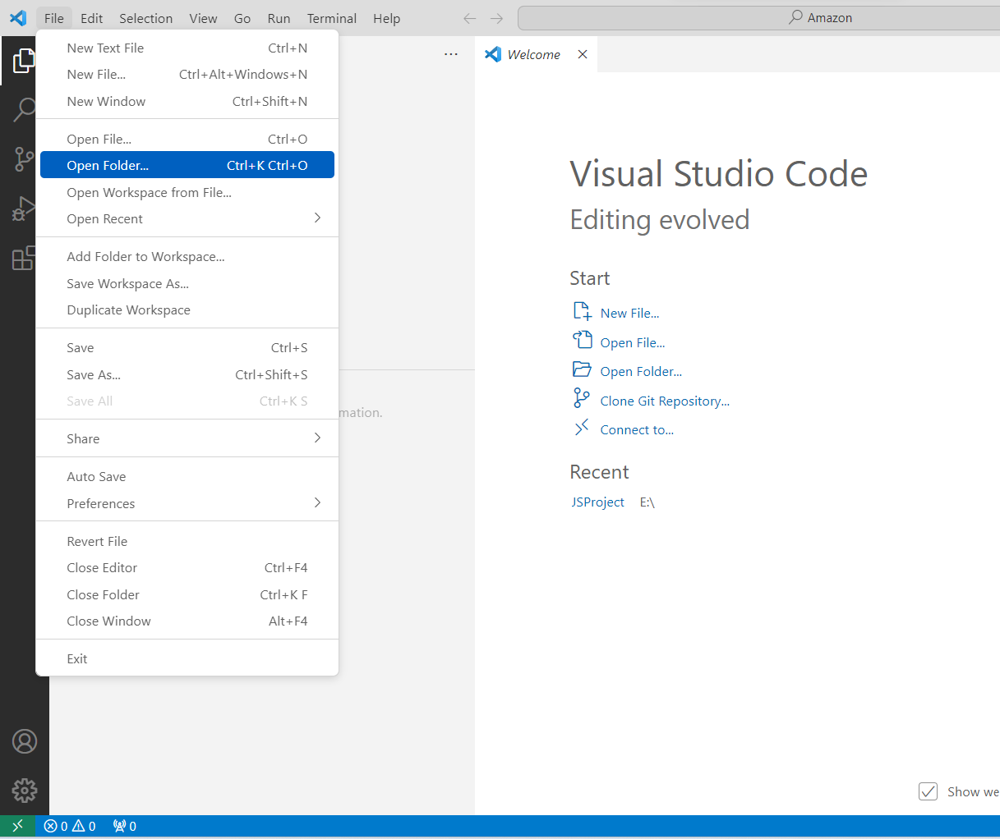 File Edit Selection View Go Run Terminal Help Amazon
New Text File Ctrl+N
New File... Ctrl+Alt+Windows+N
New Window Ctrl+Shift+N
Open File... Ctrl+O
Open Folder... Ctrl+K Ctrl+O
Open Workspace from File...
Open Recent
Add Folder to Workspace...
Save Workspace As...
Duplicate Workspace
Save Ctrl+S
Save As... Ctrl+Shift+S
Save All Ctrl+K S
Share
Auto Save
Preferences
Revert File
Close Editor Ctrl+F4
Close Folder Ctrl+K F
Close Window Alt+F4
Exit
mation.
Welcome
Visual Studio Code
Editing evolved
Start
New File...
Open File...
Open Folder...
Clone Git Repository...
Connect to...
Recent
JSProject E:\
Show we
0 0 0